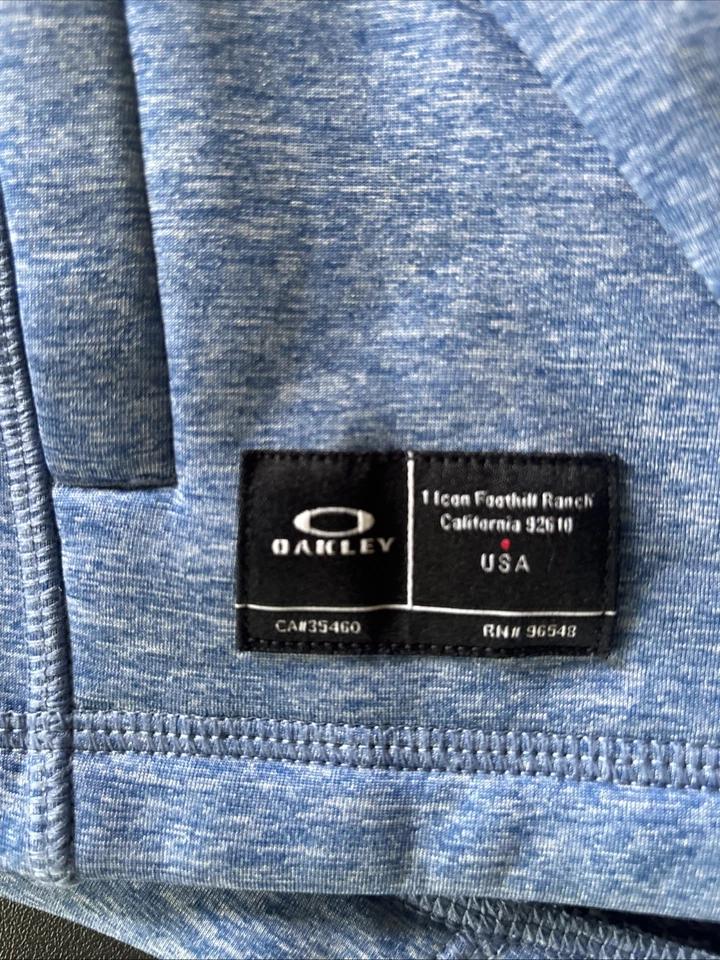 OAKLEY
1 Icon Foothill Ranch
California 92610
USA
CA#35460
RN# 96548